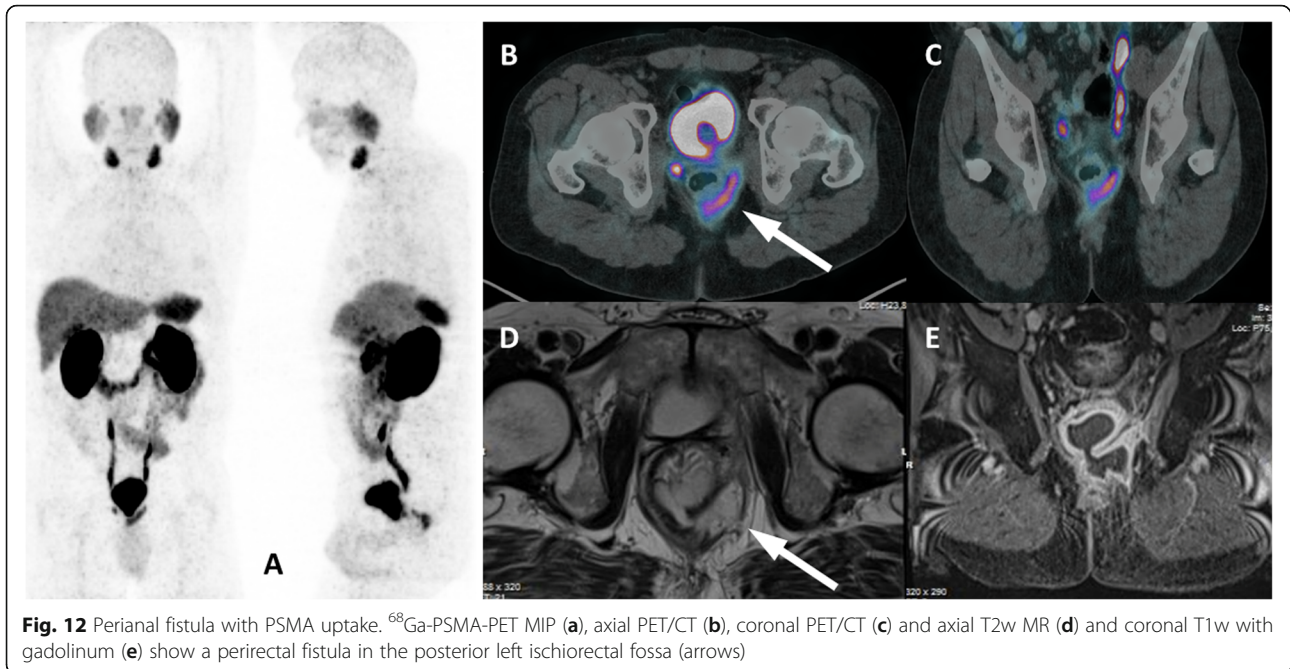 A
B
C
Loc: H23,8
D
88 x 320
L
R
E
Loc: P75,
320 x 290
Fig. 12 Perianal fistula with PSMA uptake. ⁶⁸Ga-PSMA-PET MIP (a), axial PET/CT (b), coronal PET/CT (c) and axial T2w MR (d) and coronal T1w with
gadolinum (e) show a perirectal fistula in the posterior left ischiorectal fossa (arrows)